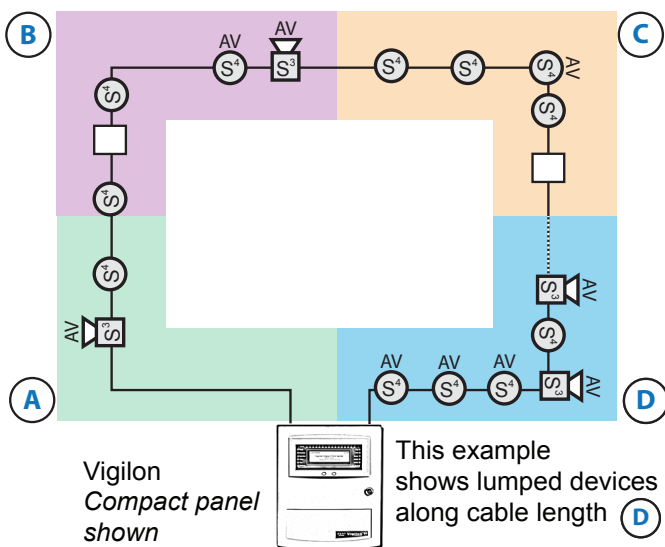 B
AV
AV
C
S⁴
S³
S⁴
S⁴
S⁴
AV
S⁴
S⁴
S⁴
S⁴
S³
AV
S³
AV
S⁴
AV
AV
AV
S⁴
S⁴
S⁴
S³
AV
A
D
Vigilon
Compact panel
shown
This example
shows lumped devices
along cable length D